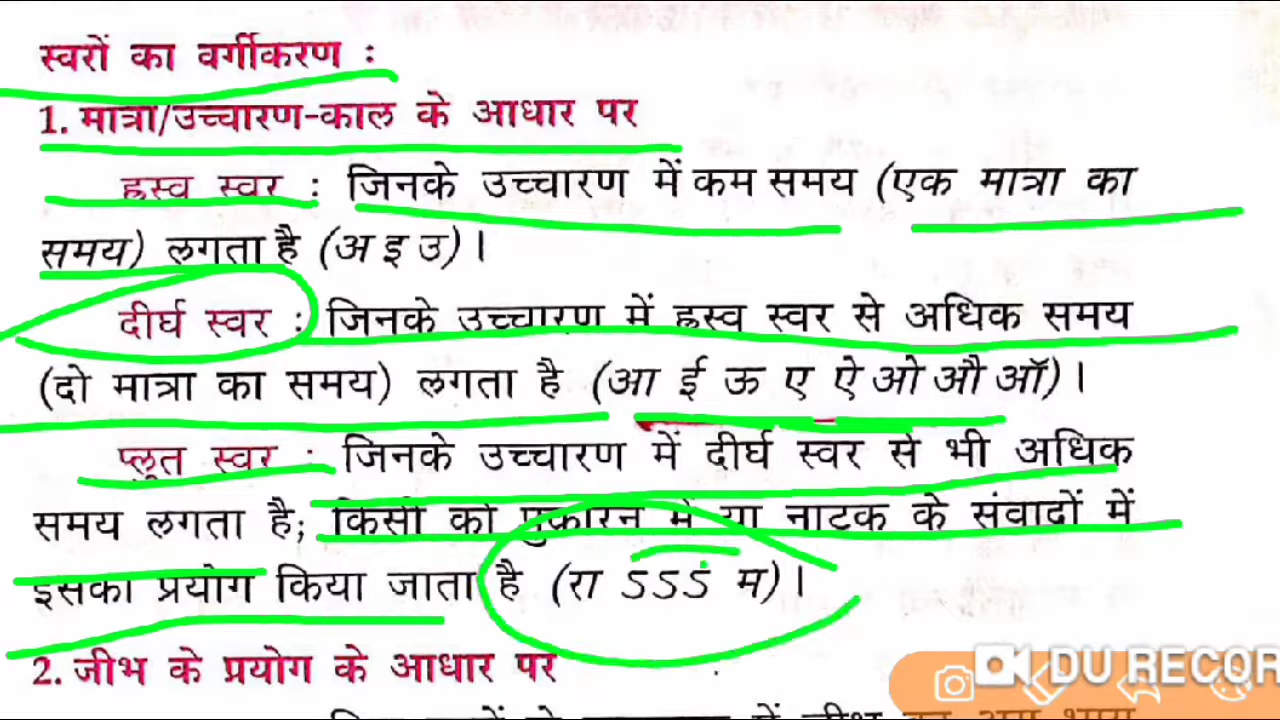 स्वरों का वर्गीकरण :
1. मात्रा/उच्चारण-काल के आधार पर
ह्रस्व स्वर : जिनके उच्चारण में कम समय (एक मात्रा का
समय) लगता है (अ इ उ)।
दीर्घ स्वर : जिनके उच्चारण में ह्रस्व स्वर से अधिक समय
(दो मात्रा का समय) लगता है (आ ई ऊ ए ऐ ओ औ ऑ)।
प्लुत स्वर : जिनके उच्चारण में दीर्घ स्वर से भी अधिक
समय लगता है; किसी को पुकारने में या नाटक के संवादों में
इसका प्रयोग किया जाता है (रा ऽऽऽ म)।
2. जीभ के प्रयोग के आधार पर
DU RECOR